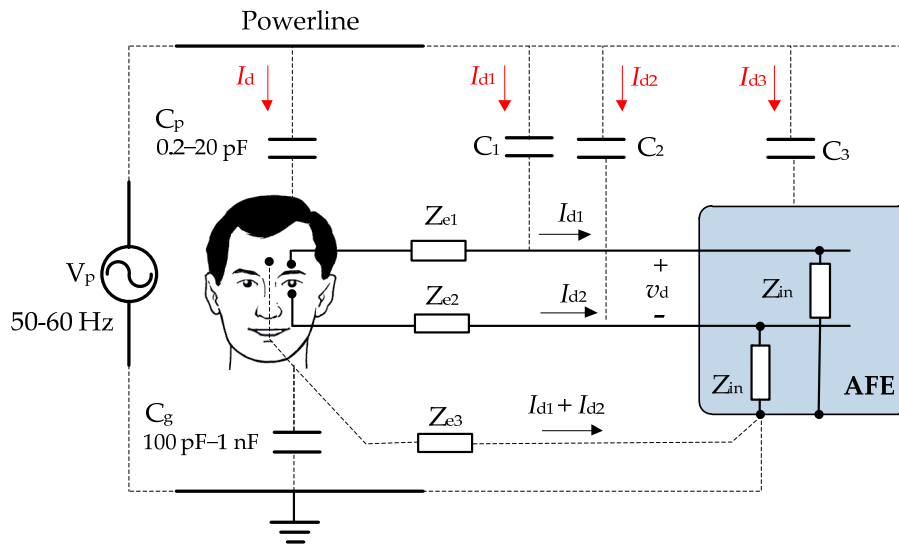 Powerline
Id
Id1
Id2
Id3
Cp
0.2–20 pF
C1
C2
C3
Ze1
Id1
Vp
50-60 Hz
+
vd
-
Zin
Ze2
Id2
Zin
AFE
Cg
100 pF–1 nF
Ze3
Id1 + Id2